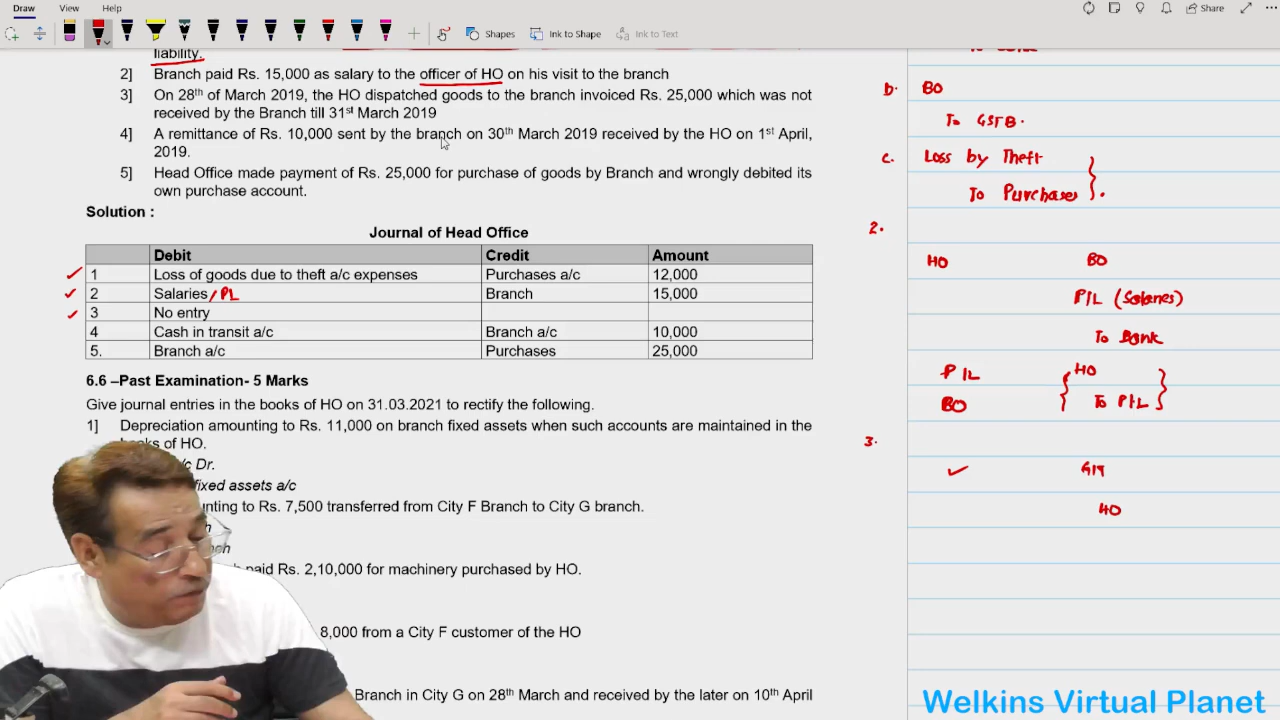 Draw View Help
Share
Shapes Ink to Shape Ink to Text
liability.
2] Branch paid Rs. 15,000 as salary to the officer of HO on his visit to the branch
3] On 28th of March 2019, the HO dispatched goods to the branch invoiced Rs. 25,000 which was not
received by the Branch till 31st March 2019
4] A remittance of Rs. 10,000 sent by the branch on 30th March 2019 received by the HO on 1st April,
2019.
5] Head Office made payment of Rs. 25,000 for purchase of goods by Branch and wrongly debited its
own purchase account.
Solution :
Journal of Head Office
Debit Credit Amount
1 Loss of goods due to theft a/c expenses Purchases a/c 12,000
2 Salaries / PL Branch 15,000
3 No entry
4 Cash in transit a/c Branch a/c 10,000
5. Branch a/c Purchases 25,000
6.6 –Past Examination- 5 Marks
Give journal entries in the books of HO on 31.03.2021 to rectify the following.
1] Depreciation amounting to Rs. 11,000 on branch fixed assets when such accounts are maintained in the
books of HO.
a/c Dr.
fixed assets a/c
unting to Rs. 7,500 transferred from City F Branch to City G branch.
paid Rs. 2,10,000 for machinery purchased by HO.
8,000 from a City F customer of the HO
Branch in City G on 28th March and received by the later on 10th April
b. BO
To GSTB.
c. Loss by Theft
To Purchases
2.
HO BO
P/L (Salaries)
To Bank
P/L HO
BO To P/L
3.
GIT
HO
Welkins Virtual Planet